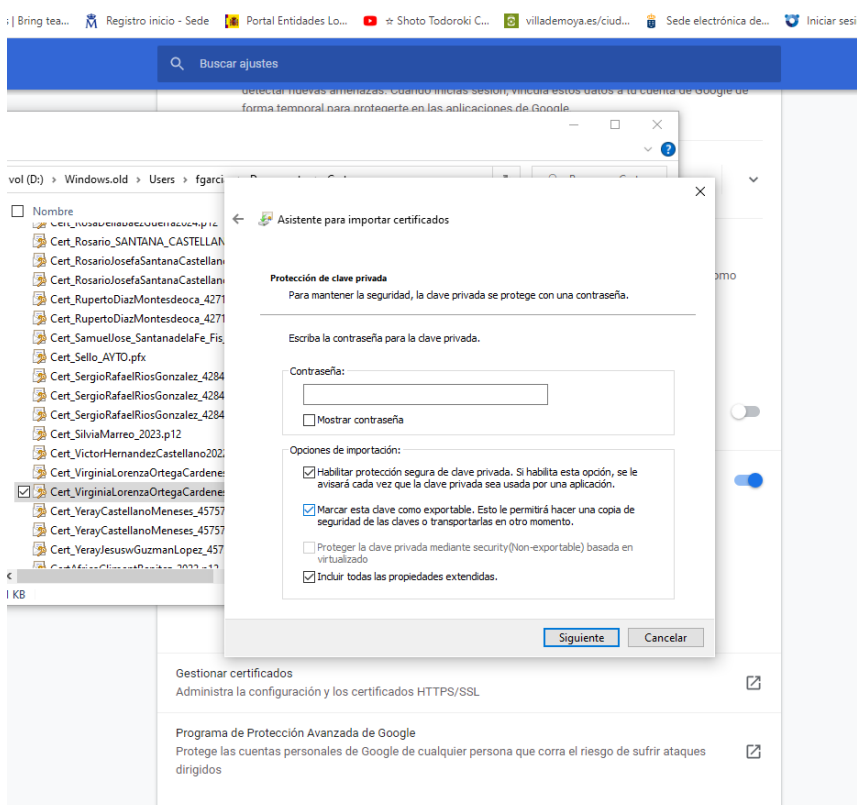 s | Bring tea... Registro inicio - Sede Portal Entidades Lo... ☆ Shoto Todoroki C... villademoya.es/ciud... Sede electrónica de... Iniciar sesi
Buscar ajustes
detectar nuevas amenazas. Cuando inicias sesión, vincula estos datos a tu cuenta de Google de
forma temporal para protegerte en las aplicaciones de Google.
vol (D:) > Windows.old > Users > fgarci
Nombre
Cert_RosaDeliaBaezGuerra2024.p12
Cert_Rosario_SANTANA_CASTELLAN
Cert_RosarioJosefaSantanaCastellan
Cert_RosarioJosefaSantanaCastellan
Cert_RupertoDiazMontesdeoca_4271
Cert_RupertoDiazMontesdeoca_4271
Cert_SamuelJose_SantanadelaFe_Fis_
Cert_Sello_AYTO.pfx
Cert_SergioRafaelRiosGonzalez_4284
Cert_SergioRafaelRiosGonzalez_4284
Cert_SergioRafaelRiosGonzalez_4284
Cert_SilviaMarreo_2023.p12
Cert_VictorHernandezCastellano202
Cert_VirginiaLorenzaOrtegaCardenes
Cert_VirginiaLorenzaOrtegaCardenes
Cert_YerayCastellanoMeneses_45757
Cert_YerayCastellanoMeneses_45757
Cert_YerayJesuswGuzmanLopez_457
1 KB
Asistente para importar certificados
Protección de clave privada
Para mantener la seguridad, la clave privada se protege con una contraseña.
Escriba la contraseña para la clave privada.
Contraseña:
Mostrar contraseña
Opciones de importación:
Habilitar protección segura de clave privada. Si habilita esta opción, se le
avisará cada vez que la clave privada sea usada por una aplicación.
Marcar esta clave como exportable. Esto le permitirá hacer una copia de
seguridad de las claves o transportarlas en otro momento.
Proteger la clave privada mediante security(Non-exportable) basada en
virtualizado
Incluir todas las propiedades extendidas.
Siguiente Cancelar
omo
Gestionar certificados
Administra la configuración y los certificados HTTPS/SSL
Programa de Protección Avanzada de Google
Protege las cuentas personales de Google de cualquier persona que corra el riesgo de sufrir ataques
dirigidos